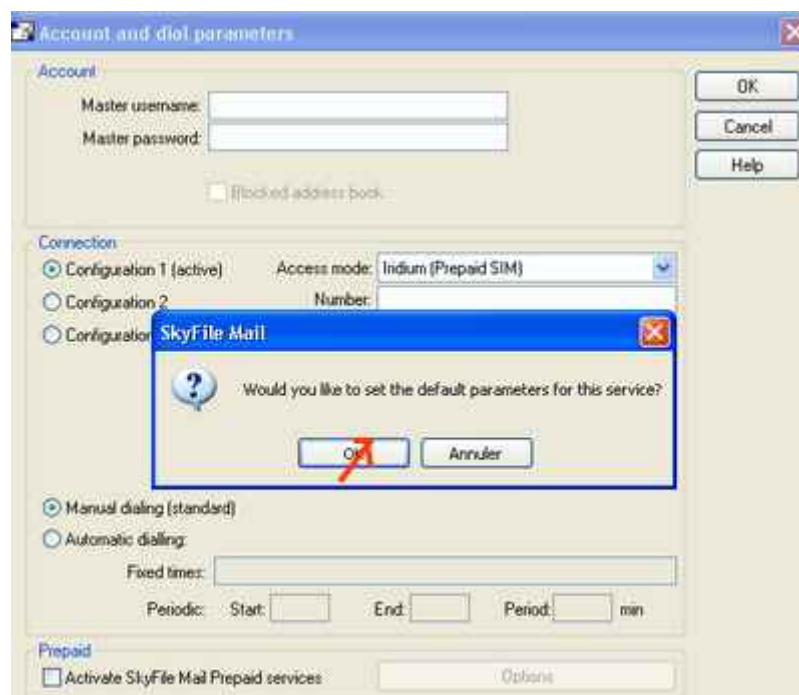 Account and dial parameters
Account
OK
Master username:
Cancel
Master password:
Help
Blocked address book
Connection
Configuration 1 (active)
Access mode: Iridium (Prepaid SIM)
Configuration 2
Number:
Configuration
SkyFile Mail
Would you like to set the default parameters for this service?
OK
Annuler
Manual dialing (standard)
Automatic dialling:
Fixed times:
Periodic: Start: End: Period: min
Prepaid
Activate SkyFile Mail Prepaid services
Options